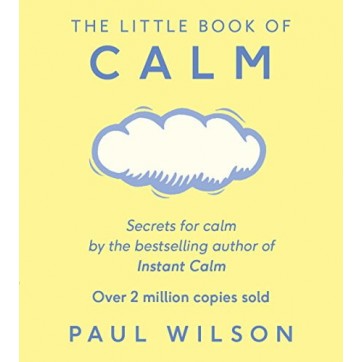 THE LITTLE BOOK OF
CALM
Secrets for calm
by the bestselling author of
Instant Calm
Over 2 million copies sold
PAUL WILSON